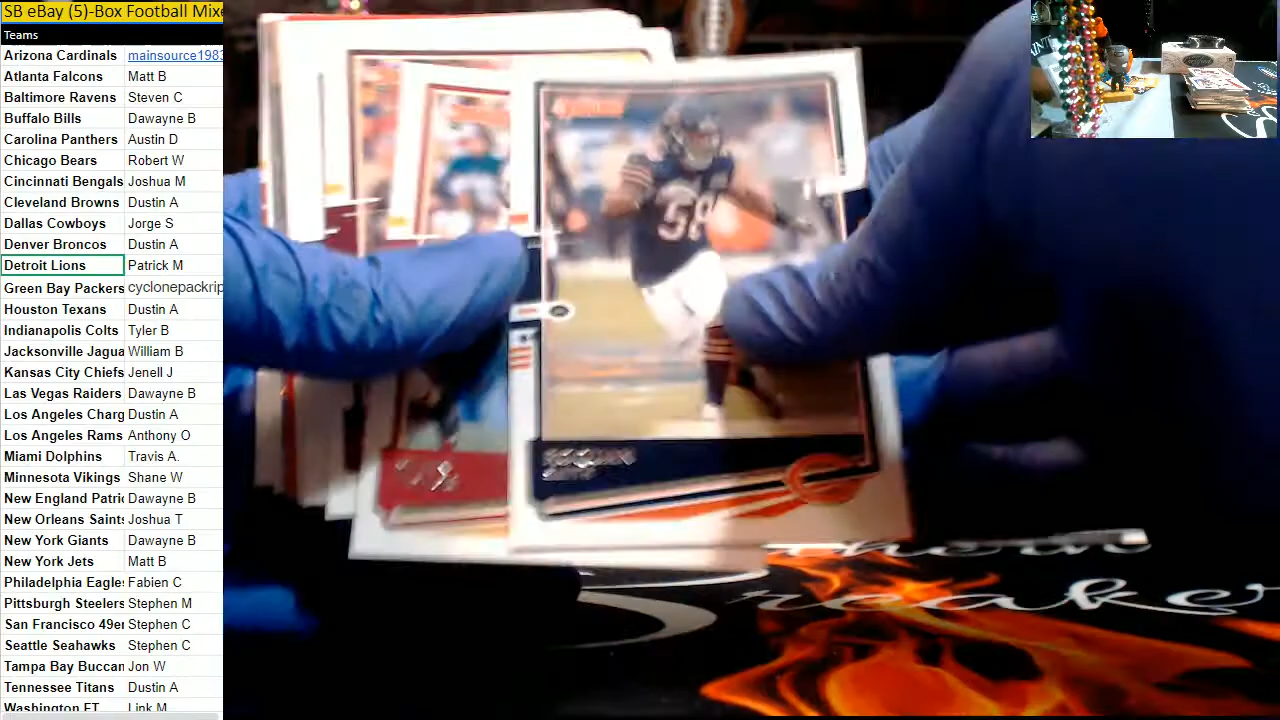 SB eBay (5)-Box Football Mixe
Teams
Arizona Cardinals mainsource1983
Atlanta Falcons Matt B
Baltimore Ravens Steven C
Buffalo Bills Dawayne B
Carolina Panthers Austin D
Chicago Bears Robert W
Cincinnati Bengals Joshua M
Cleveland Browns Dustin A
Dallas Cowboys Jorge S
Denver Broncos Dustin A
Detroit Lions Patrick M
Green Bay Packers cyclonepackrip
Houston Texans Dustin A
Indianapolis Colts Tyler B
Jacksonville Jagua William B
Kansas City Chiefs Jenell J
Las Vegas Raiders Dawayne B
Los Angeles Charg Dustin A
Los Angeles Rams Anthony O
Miami Dolphins Travis A.
Minnesota Vikings Shane W
New England Patri Dawayne B
New Orleans Saints Joshua T
New York Giants Dawayne B
New York Jets Matt B
Philadelphia Eagle Fabien C
Pittsburgh Steelers Stephen M
San Francisco 49er Stephen C
Seattle Seahawks Stephen C
Tampa Bay Buccan Jon W
Tennessee Titans Dustin A
Washington FT Link M
58